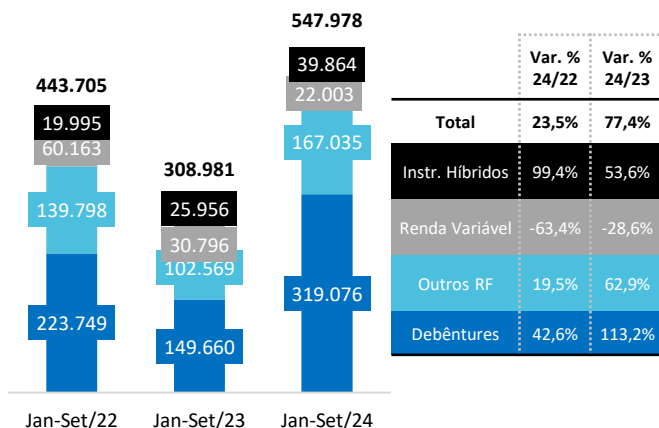 443.705
19.995
60.163
139.798
223.749
Jan-Set/22
308.981
25.956
30.796
102.569
149.660
Jan-Set/23
547.978
39.864
22.003
167.035
319.076
Jan-Set/24
Var. % Var. %
24/22 24/23
Total 23,5% 77,4%
Instr. Híbridos 99,4% 53,6%
Renda Variável -63,4% -28,6%
Outros RF 19,5% 62,9%
Debêntures 42,6% 113,2%